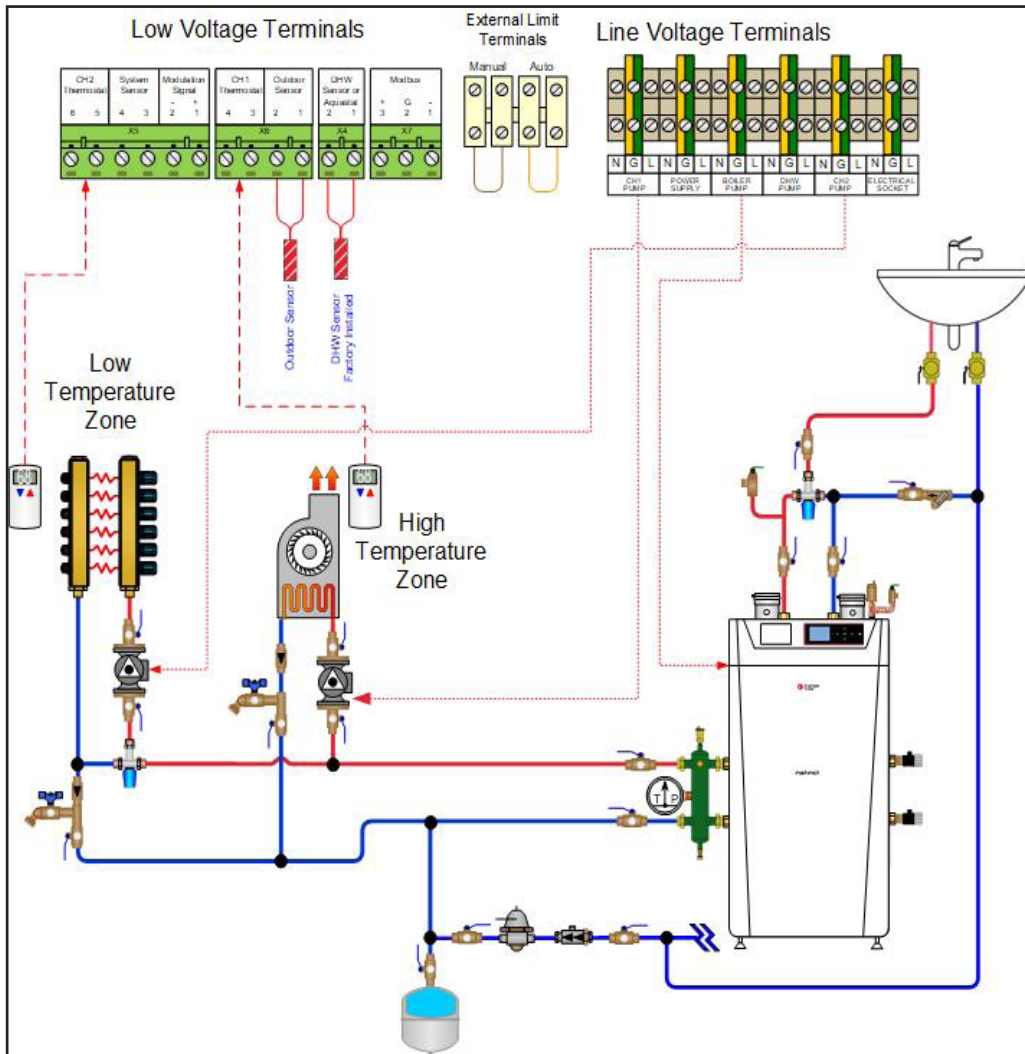 Low Voltage Terminals
External Limit
Terminals
Line Voltage Terminals
CH2
Thermostat
System
Sensor
Modulation
Signal
- +
6 5 4 3 2 1
X5
CH1
Thermostat
Outdoor
Sensor
4 3 2 1
X6
DHW
Sensor or
Aquastat
2 1
X4
Modbus
+ G -
3 2 1
X7
Manual
Auto
N G L N G L N G L N G L N G L N G L
CH1
PUMP
POWER
SUPPLY
BOILER
PUMP
DHW
PUMP
CH2
PUMP
ELECTRICAL
SOCKET
Outdoor Sensor
DHW Sensor
Factory Installed
Low
Temperature
Zone
High
Temperature
Zone
T P